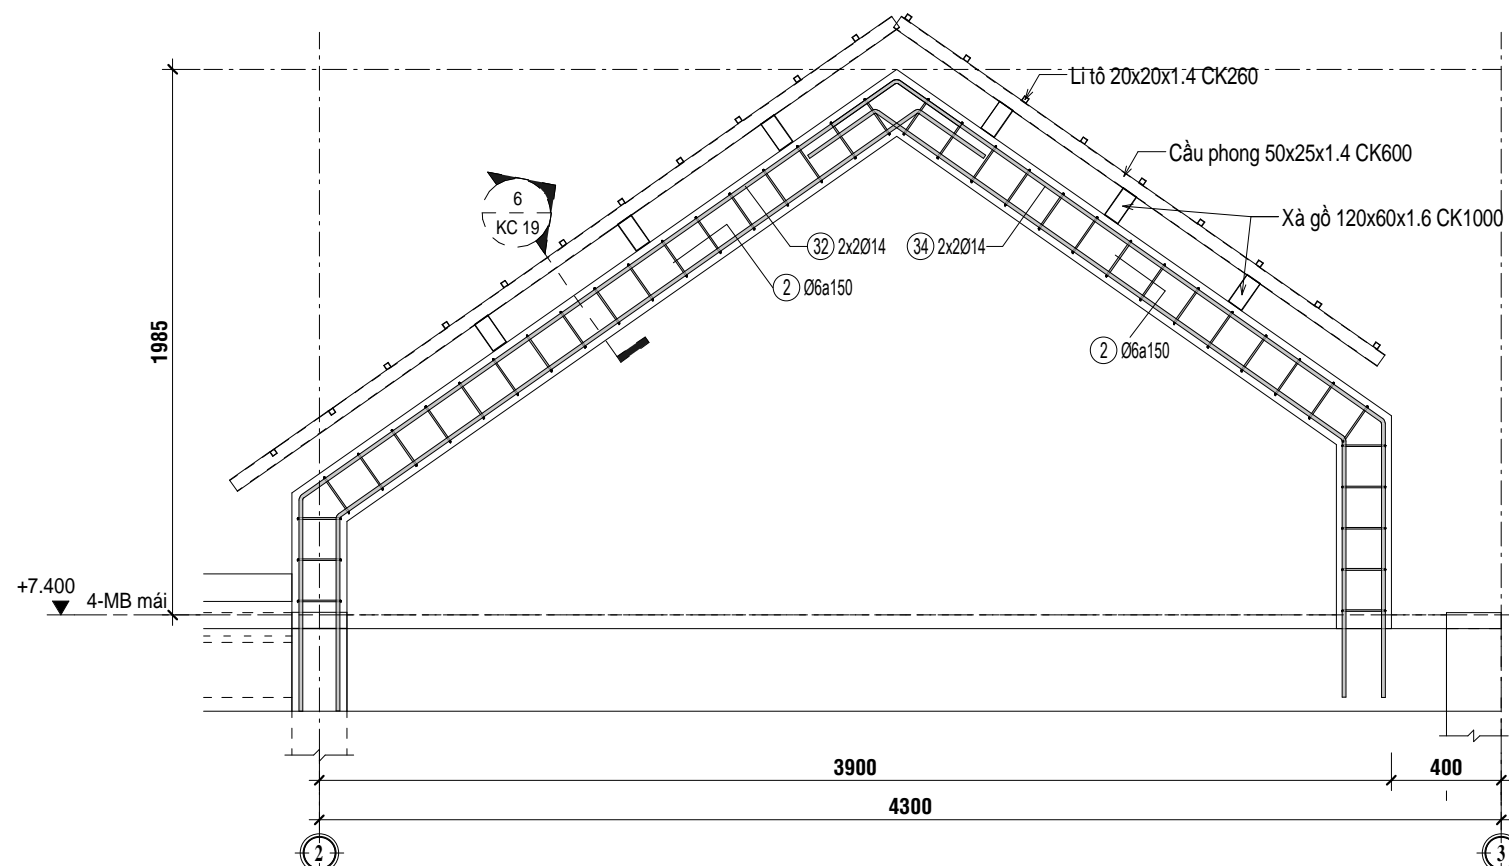 Li tô 20x20x1.4 CK260
Cầu phong 50x25x1.4 CK600
6
KC 19
Xà gồ 120x60x1.6 CK1000
32 2x2Ø14
34 2x2Ø14
2 Ø6a150
1985
2 Ø6a150
+7.400
4-MB mái
3900
400
4300
2
3